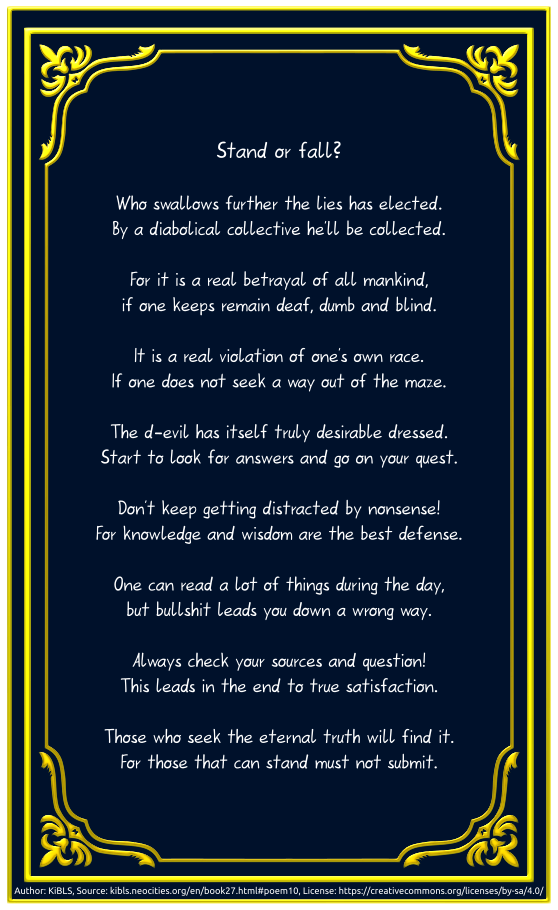 Stand or fall?
Who swallows further the lies has elected.
By a diabolical collective he'll be collected.
For it is a real betrayal of all mankind,
if one keeps remain deaf, dumb and blind.
It is a real violation of one's own race.
If one does not seek a way out of the maze.
The d-evil has itself truly desirable dressed.
Start to look for answers and go on your quest.
Don't keep getting distracted by nonsense!
For knowledge and wisdom are the best defense.
One can read a lot of things during the day,
but bullshit leads you down a wrong way.
Always check your sources and question!
This leads in the end to true satisfaction.
Those who seek the eternal truth will find it.
For those that can stand must not submit.
Author: KiBLS, Source: kibls.neocities.org/en/book27.html#poem10, License: https://creativecommons.org/licenses/by-sa/4.0/